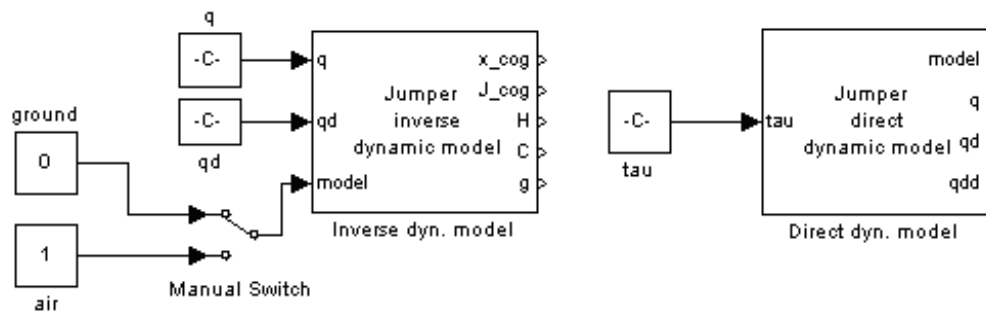 q
-C-
q
x_cog
J_cog
Jumper
inverse
dynamic model
-C-
qd
qd
H
C
g
model
Inverse dyn. model
ground
0
1
air
Manual Switch
-C-
tau
tau
Jumper
direct
dynamic model
model
q
qd
qdd
Direct dyn. model